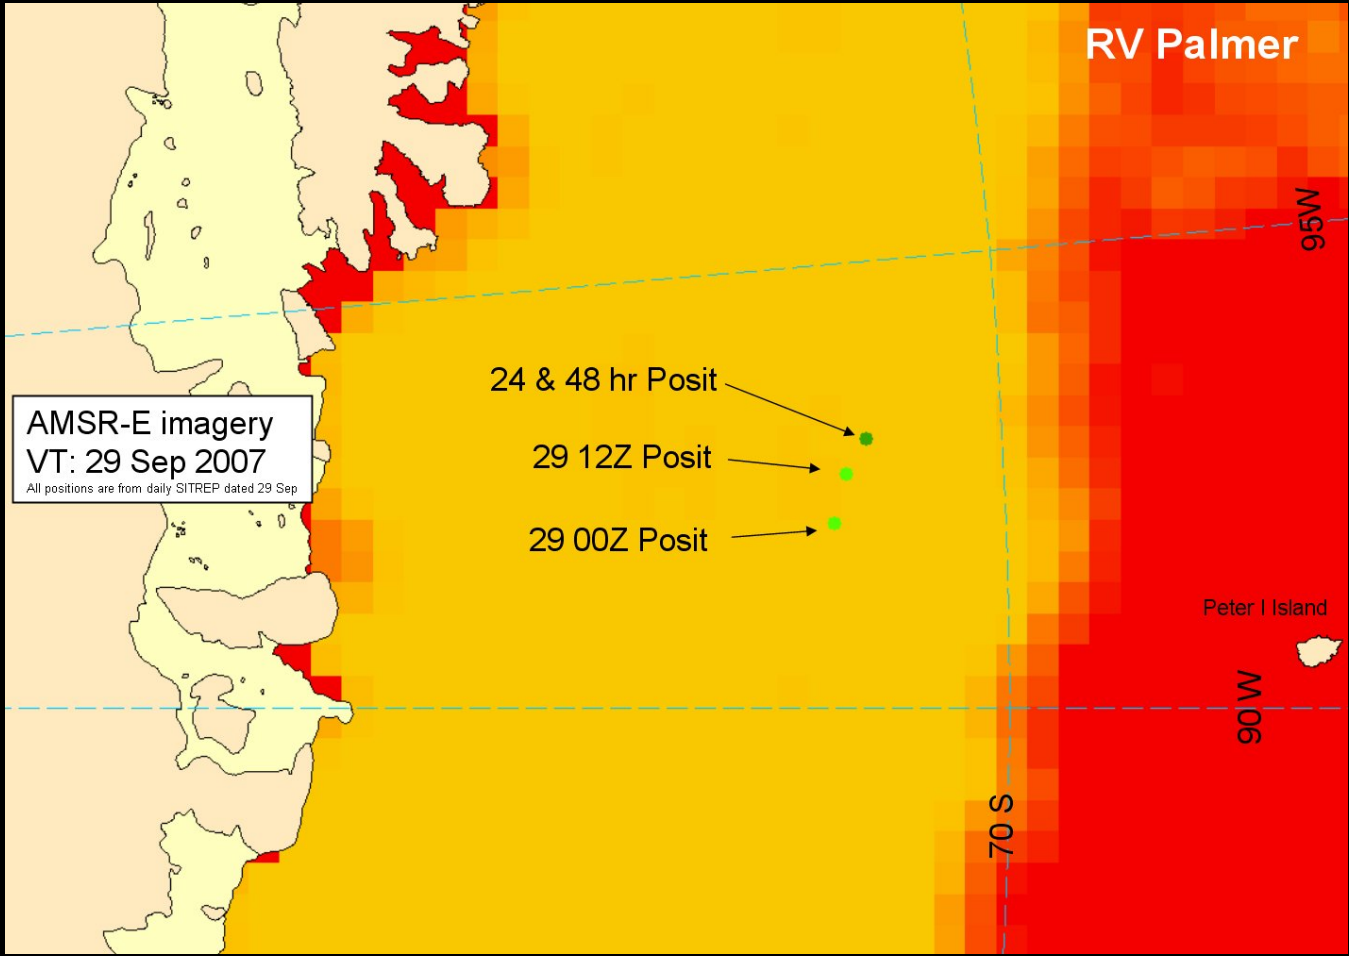 RV Palmer
95W
24 & 48 hr Posit
AMSR-E imagery
VT: 29 Sep 2007
All positions are from daily SITREP dated 29 Sep
29 12Z Posit
29 00Z Posit
Peter I Island
90 W
70 S